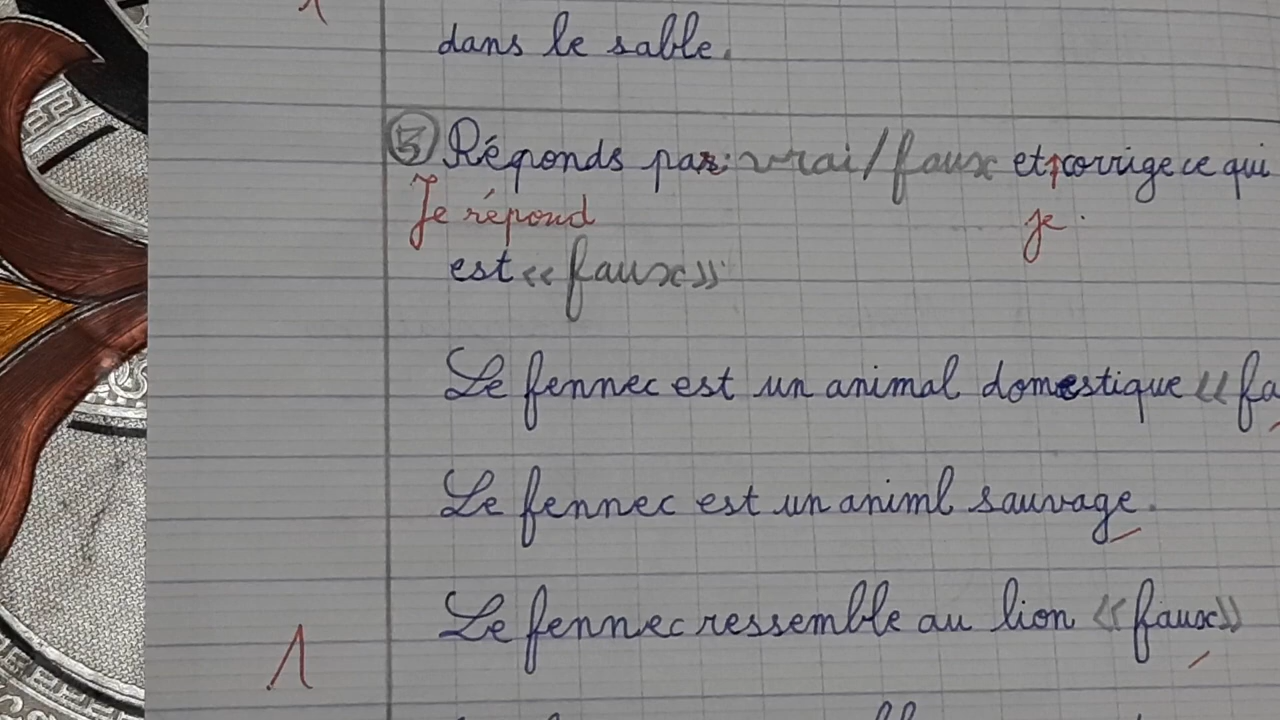 dans le sable.
3 Réponds par: vrai/faux et corrige ce qui
Je répond je
est «faux»
Le fennec est un animal domestique «fa
Le fennec est un animl sauvage.
Le fennec ressemble au lion «faux»
1